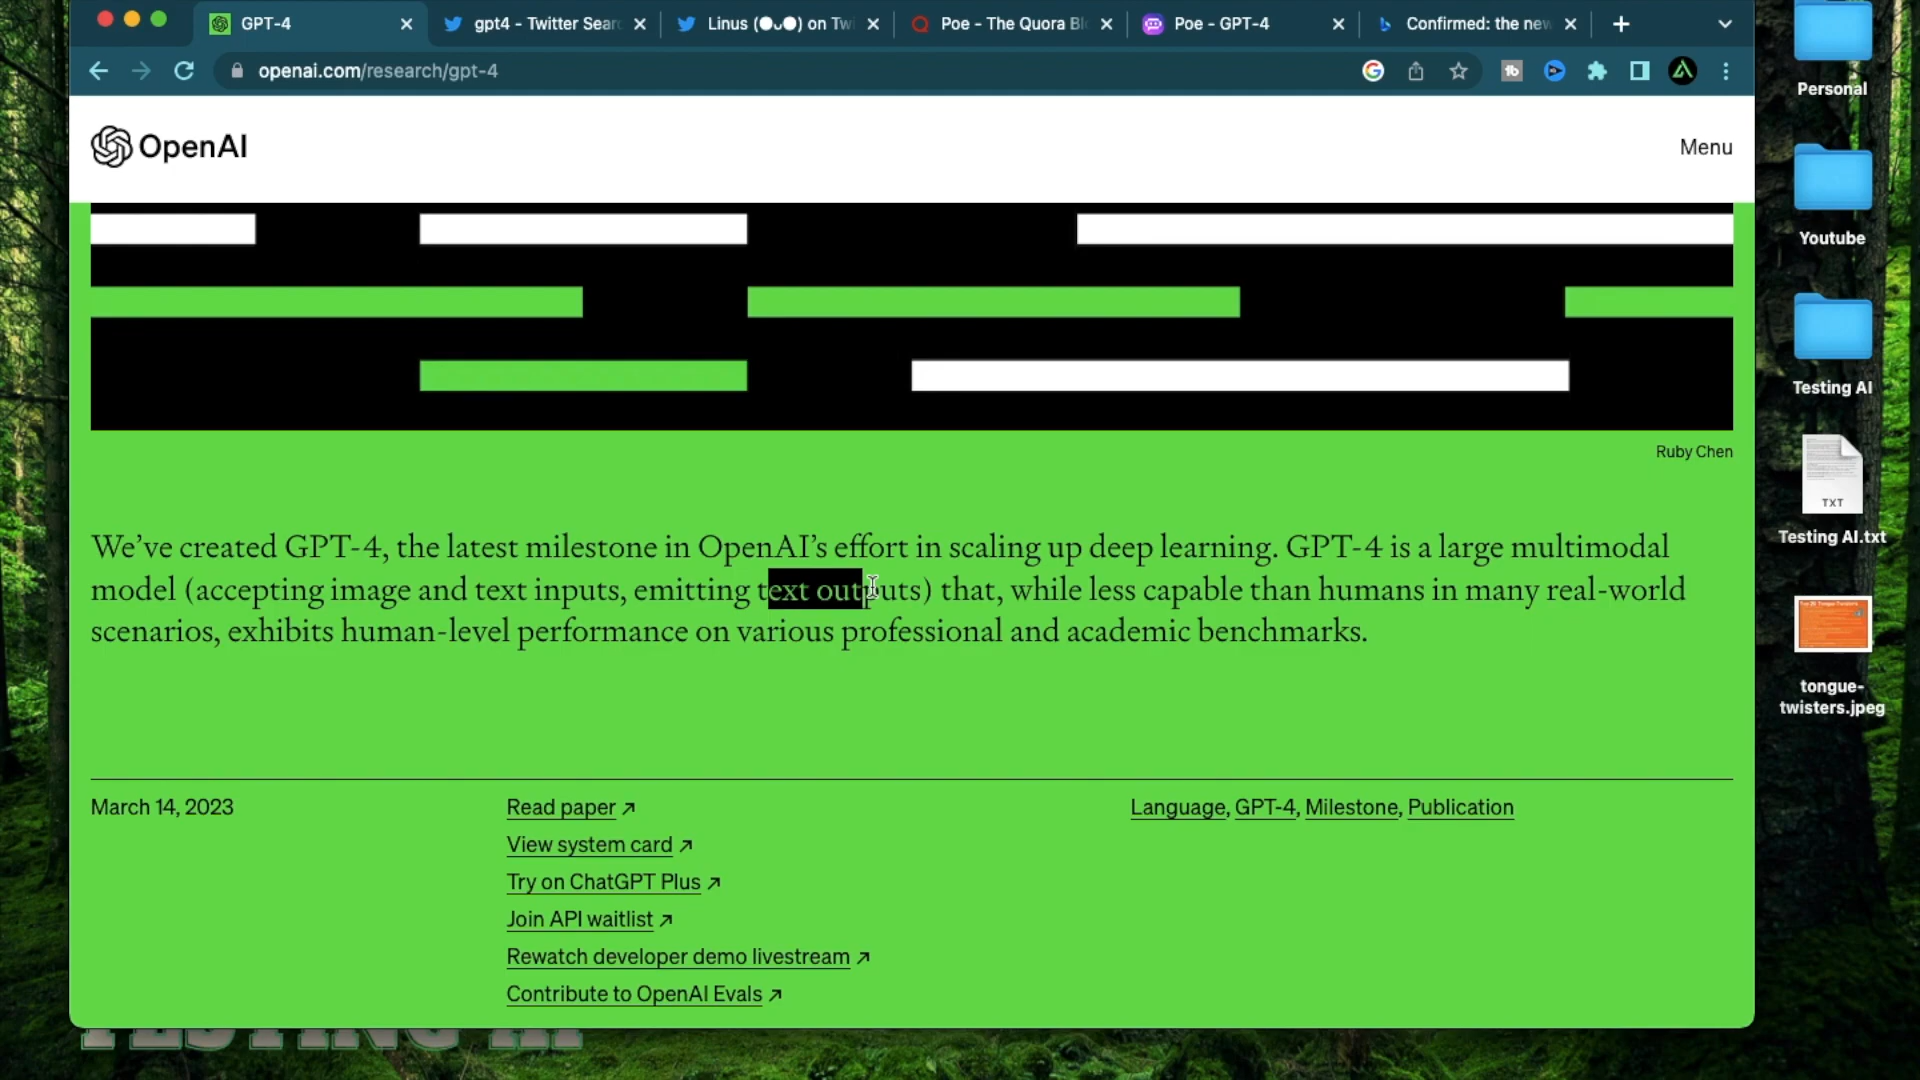 GPT-4
gpt4 - Twitter Sear
Linus (●ᴗ●) on Twi
Poe - The Quora Bl
Poe - GPT-4
Confirmed: the new
openai.com/research/gpt-4
OpenAI
Menu
Ruby Chen
We've created GPT-4, the latest milestone in OpenAI's effort in scaling up deep learning. GPT-4 is a large multimodal
model (accepting image and text inputs, emitting text outputs) that, while less capable than humans in many real-world
scenarios, exhibits human-level performance on various professional and academic benchmarks.
March 14, 2023
Read paper ↗
View system card ↗
Try on ChatGPT Plus ↗
Join API waitlist ↗
Rewatch developer demo livestream ↗
Contribute to OpenAI Evals ↗
Language, GPT-4, Milestone, Publication
Personal
Youtube
Testing AI
TXT
Testing AI.txt
tongue-
twisters.jpeg
TESTING AI